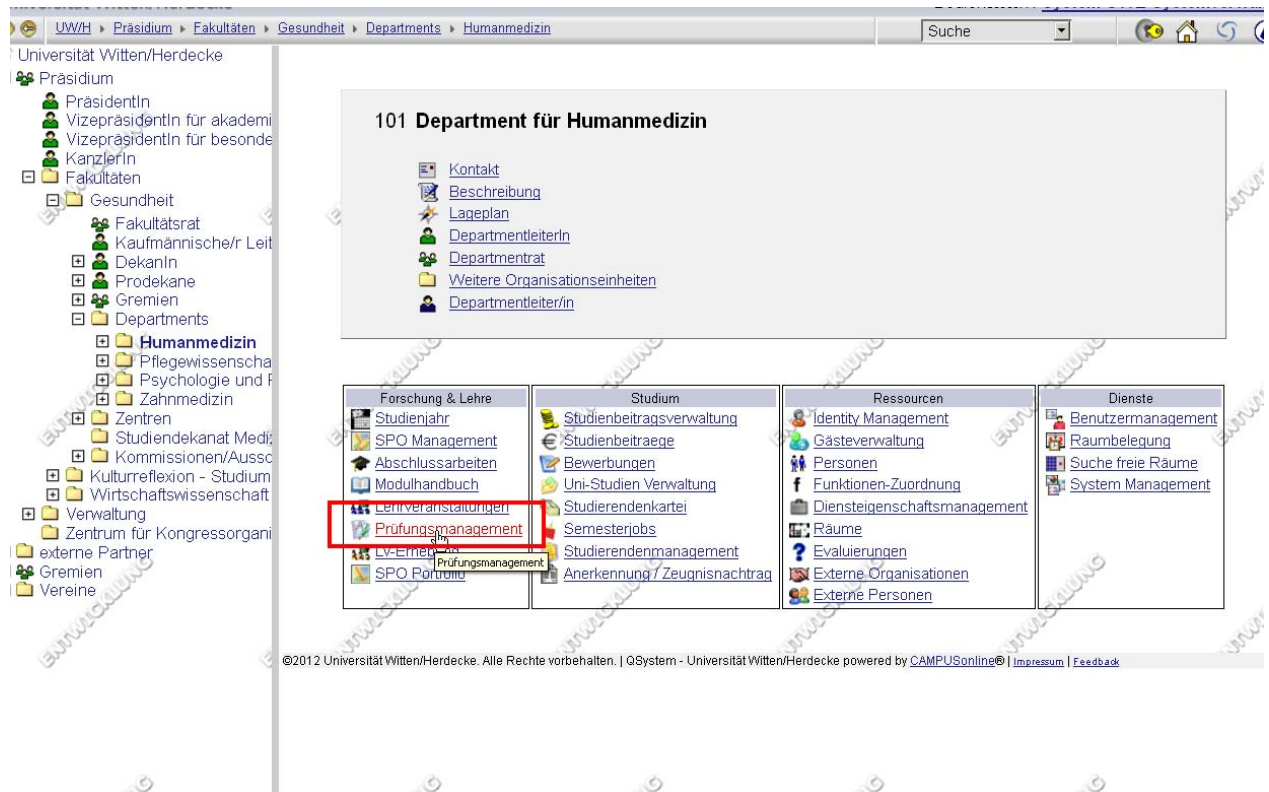 UW/H ▸ Präsidium ▸ Fakultäten ▸ Gesundheit ▸ Departments ▸ Humanmedizin
Suche
Universität Witten/Herdecke
Präsidium
PräsidentIn
VizepräsidentIn für akademi
VizepräsidentIn für besonde
KanzlerIn
Fakultäten
Gesundheit
Fakultätsrat
Kaufmännische/r Leit
DekanIn
Prodekane
Gremien
Departments
Humanmedizin
Pflegewissenscha
Psychologie und
Zahnmedizin
Zentren
Studiendekanat Mediz
Kommissionen/Aussc
Kulturreflexion - Studium
Wirtschaftswissenschaft
Verwaltung
Zentrum für Kongressorgani
externe Partner
Gremien
Vereine
101 Department für Humanmedizin
Kontakt
Beschreibung
Lageplan
DepartmentleiterIn
Departmentrat
Weitere Organisationseinheiten
Departmentleiter/in
Forschung & Lehre
Studienjahr
SPO Management
Abschlussarbeiten
Modulhandbuch
Lehrveranstaltungen
Prüfungsmanagement
LV-Erhebung
Prüfungsmanagement
SPO Portfolio
Studium
Studienbeitragsverwaltung
Studienbeitraege
Bewerbungen
Uni-Studien Verwaltung
Studierendenkartei
Semesterjobs
Studierendenmanagement
Anerkennung / Zeugnisnachtrag
Ressourcen
Identity Management
Gästeverwaltung
Personen
Funktionen-Zuordnung
Diensteigenschaftsmanagement
Räume
Evaluierungen
Externe Organisationen
Externe Personen
Dienste
Benutzermanagement
Raumbelegung
Suche freie Räume
System Management
©2012 Universität Witten/Herdecke. Alle Rechte vorbehalten. | QSystem - Universität Witten/Herdecke powered by CAMPUSonline® | Impressum | Feedback
ENTWICKLUNG